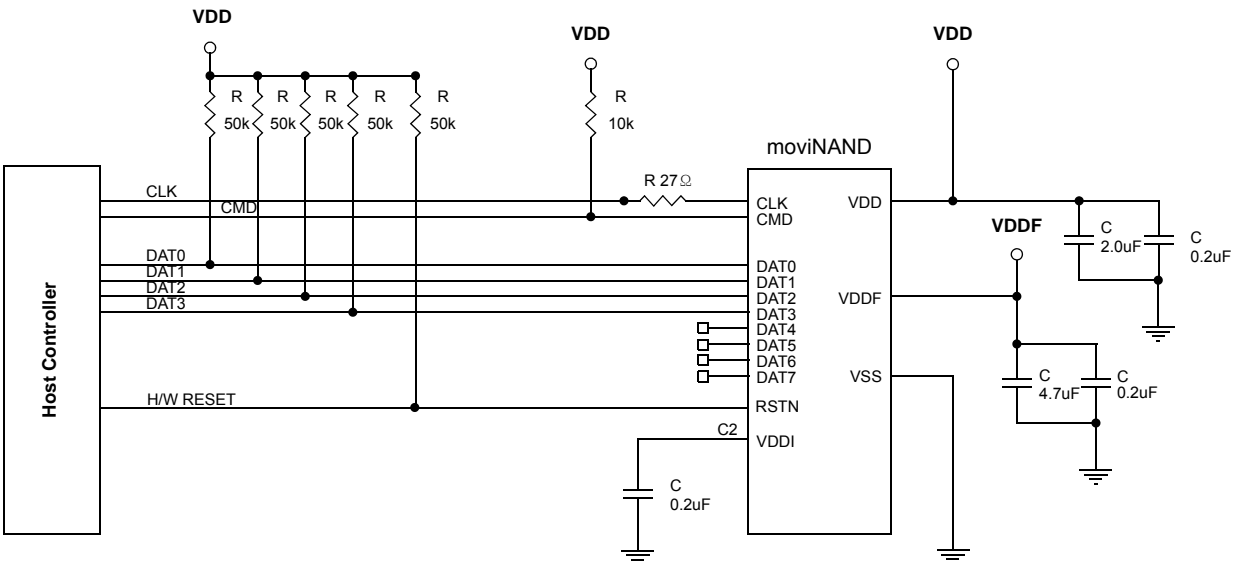 VDD
VDD
VDD
R 50k
R 50k
R 50k
R 50k
R 50k
R 10k
moviNAND
Host Controller
CLK
CMD
R 27Ω
CLK
CMD
VDD
VDDF
C 2.0uF
C 0.2uF
DAT0
DAT1
DAT2
DAT3
DAT0
DAT1
DAT2
DAT3
DAT4
DAT5
DAT6
DAT7
VDDF
VSS
C 4.7uF
C 0.2uF
H/W RESET
RSTN
C2
VDDI
C 0.2uF